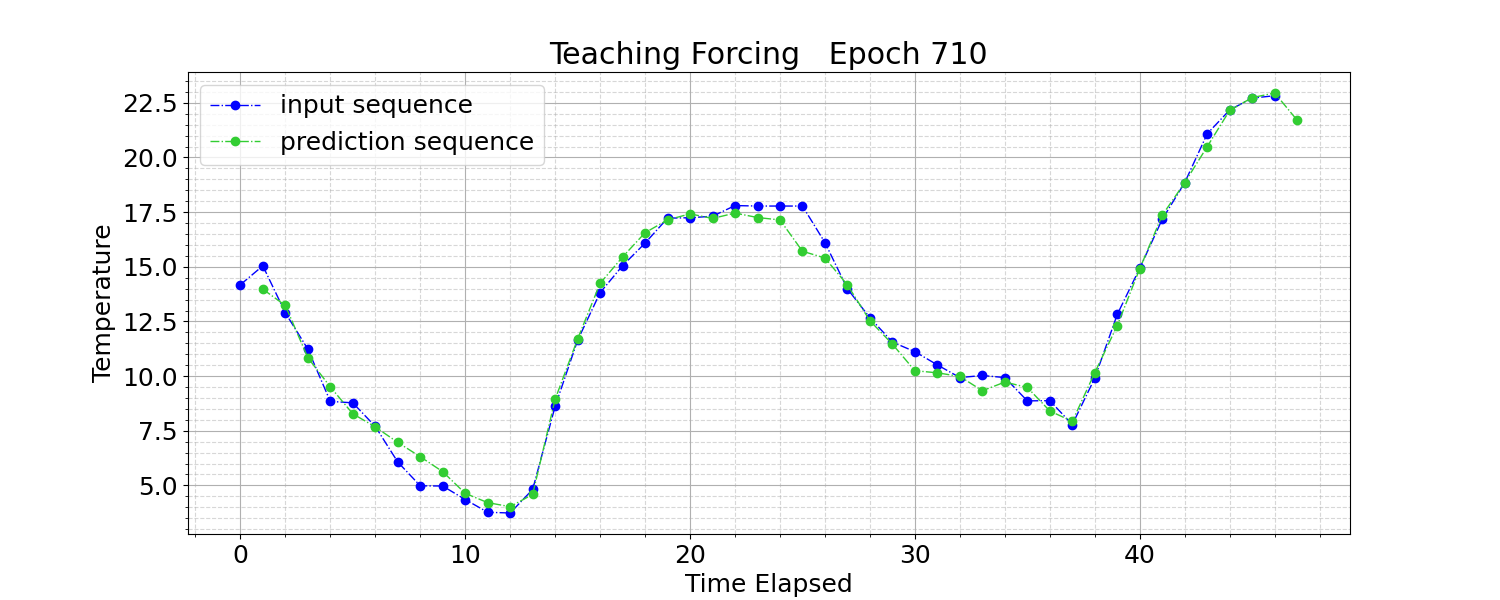 Teaching Forcing   Epoch 710
input sequence
prediction sequence
22.5
20.0
17.5
15.0
12.5
10.0
7.5
5.0
Temperature
0 10 20 30 40
Time Elapsed